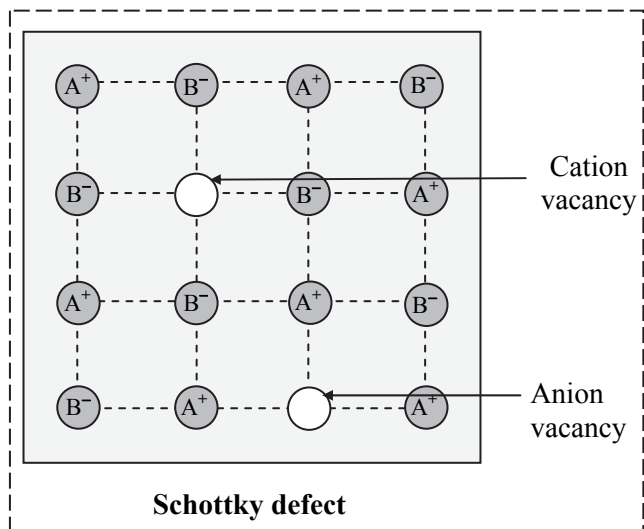 A⁺ B⁻ A⁺ B⁻
B⁻ B⁻ A⁺
Cation
vacancy
A⁺ B⁻ A⁺ B⁻
B⁻ A⁺ A⁺
Anion
vacancy
Schottky defect